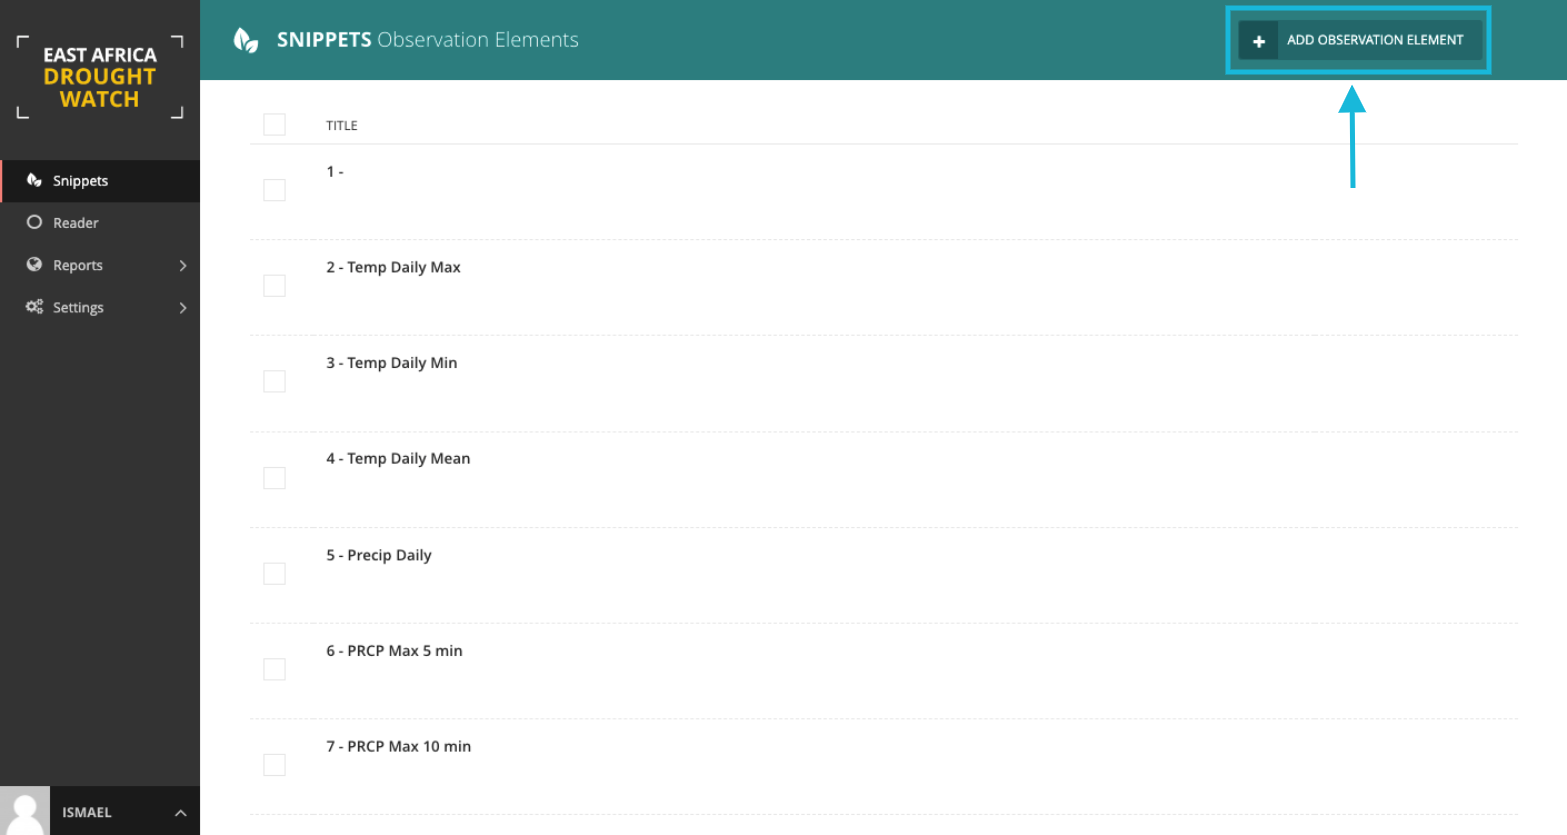 EAST AFRICA
DROUGHT
WATCH
Snippets
Reader
Reports
Settings
ISMAEL
SNIPPETS Observation Elements
ADD OBSERVATION ELEMENT
TITLE
1 -
2 - Temp Daily Max
3 - Temp Daily Min
4 - Temp Daily Mean
5 - Precip Daily
6 - PRCP Max 5 min
7 - PRCP Max 10 min